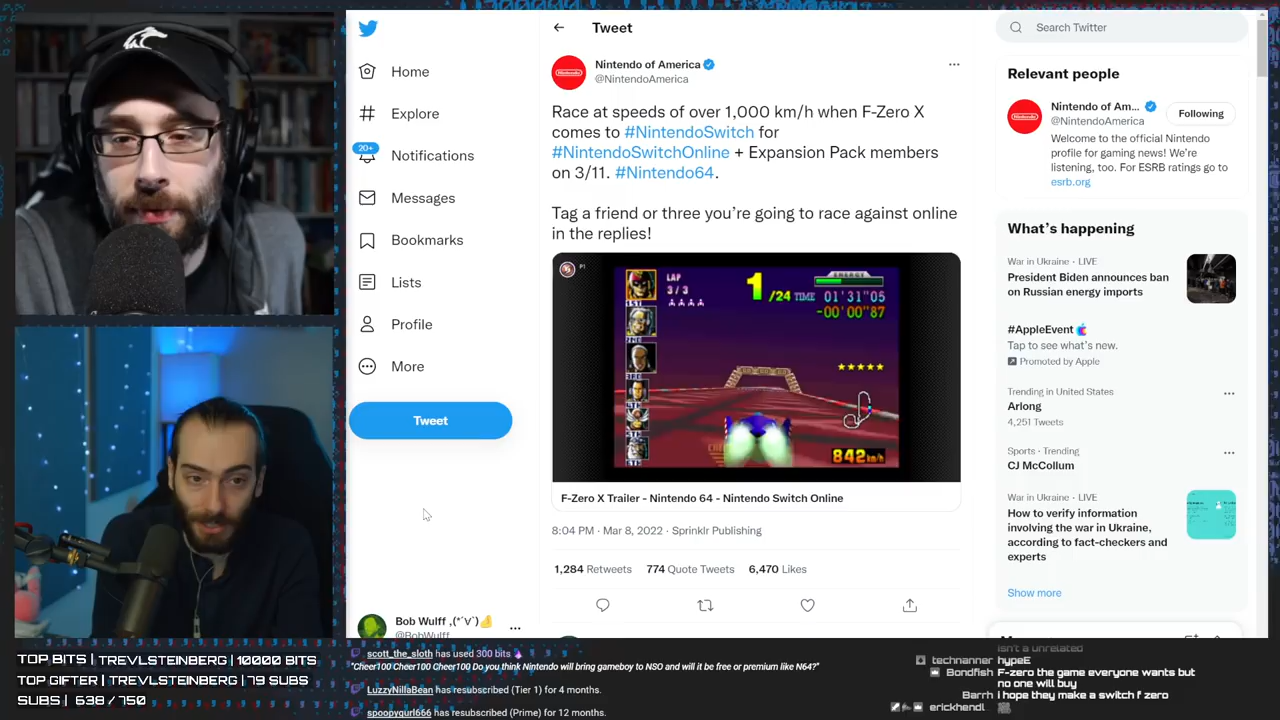 Home
Explore
20+
Notifications
Messages
Bookmarks
Lists
Profile
More
Tweet
Bob Wulff ,(*´∀`)🤌
@BobWulff
Tweet
Nintendo of America
@NintendoAmerica
Race at speeds of over 1,000 km/h when F-Zero X
comes to #NintendoSwitch for
#NintendoSwitchOnline + Expansion Pack members
on 3/11. #Nintendo64.
Tag a friend or three you're going to race against online
in the replies!
LAP
3/3
1/24 TIME 01'31"05
-00'00"87
ENERGY
842km/h
F-Zero X Trailer - Nintendo 64 - Nintendo Switch Online
8:04 PM · Mar 8, 2022 · Sprinklr Publishing
1,284 Retweets 774 Quote Tweets 6,470 Likes
Search Twitter
Relevant people
Nintendo of Am...
@NintendoAmerica
Following
Welcome to the official Nintendo
profile for gaming news! We're
listening, too. For ESRB ratings go to
esrb.org
What's happening
War in Ukraine · LIVE
President Biden announces ban
on Russian energy imports
#AppleEvent
Tap to see what's new.
Promoted by Apple
Trending in United States
Arlong
4,251 Tweets
Sports · Trending
CJ McCollum
War in Ukraine · LIVE
How to verify information
involving the war in Ukraine,
according to fact-checkers and
experts
Show more
TOP BITS | TREVLSTEINBERG | 10000 BITS
TOP GIFTER | TREVLSTEINBERG | 79 SUBS
SUBS | 638 / 750
scott_the_sloth has used 300 bits
"Cheer100 Cheer100 Cheer100 Do you think Nintendo will bring gameboy to NSO and will it be free or premium like N64?"
LuzzyNillaBean has resubscribed (Tier 1) for 4 months.
spoopygurl666 has resubscribed (Prime) for 12 months.
isn't a unrelated
technanner hypeE
Bondfish F-zero the game everyone wants but
no one will buy
Barrh i hope they make a switch f zero
erickhendl